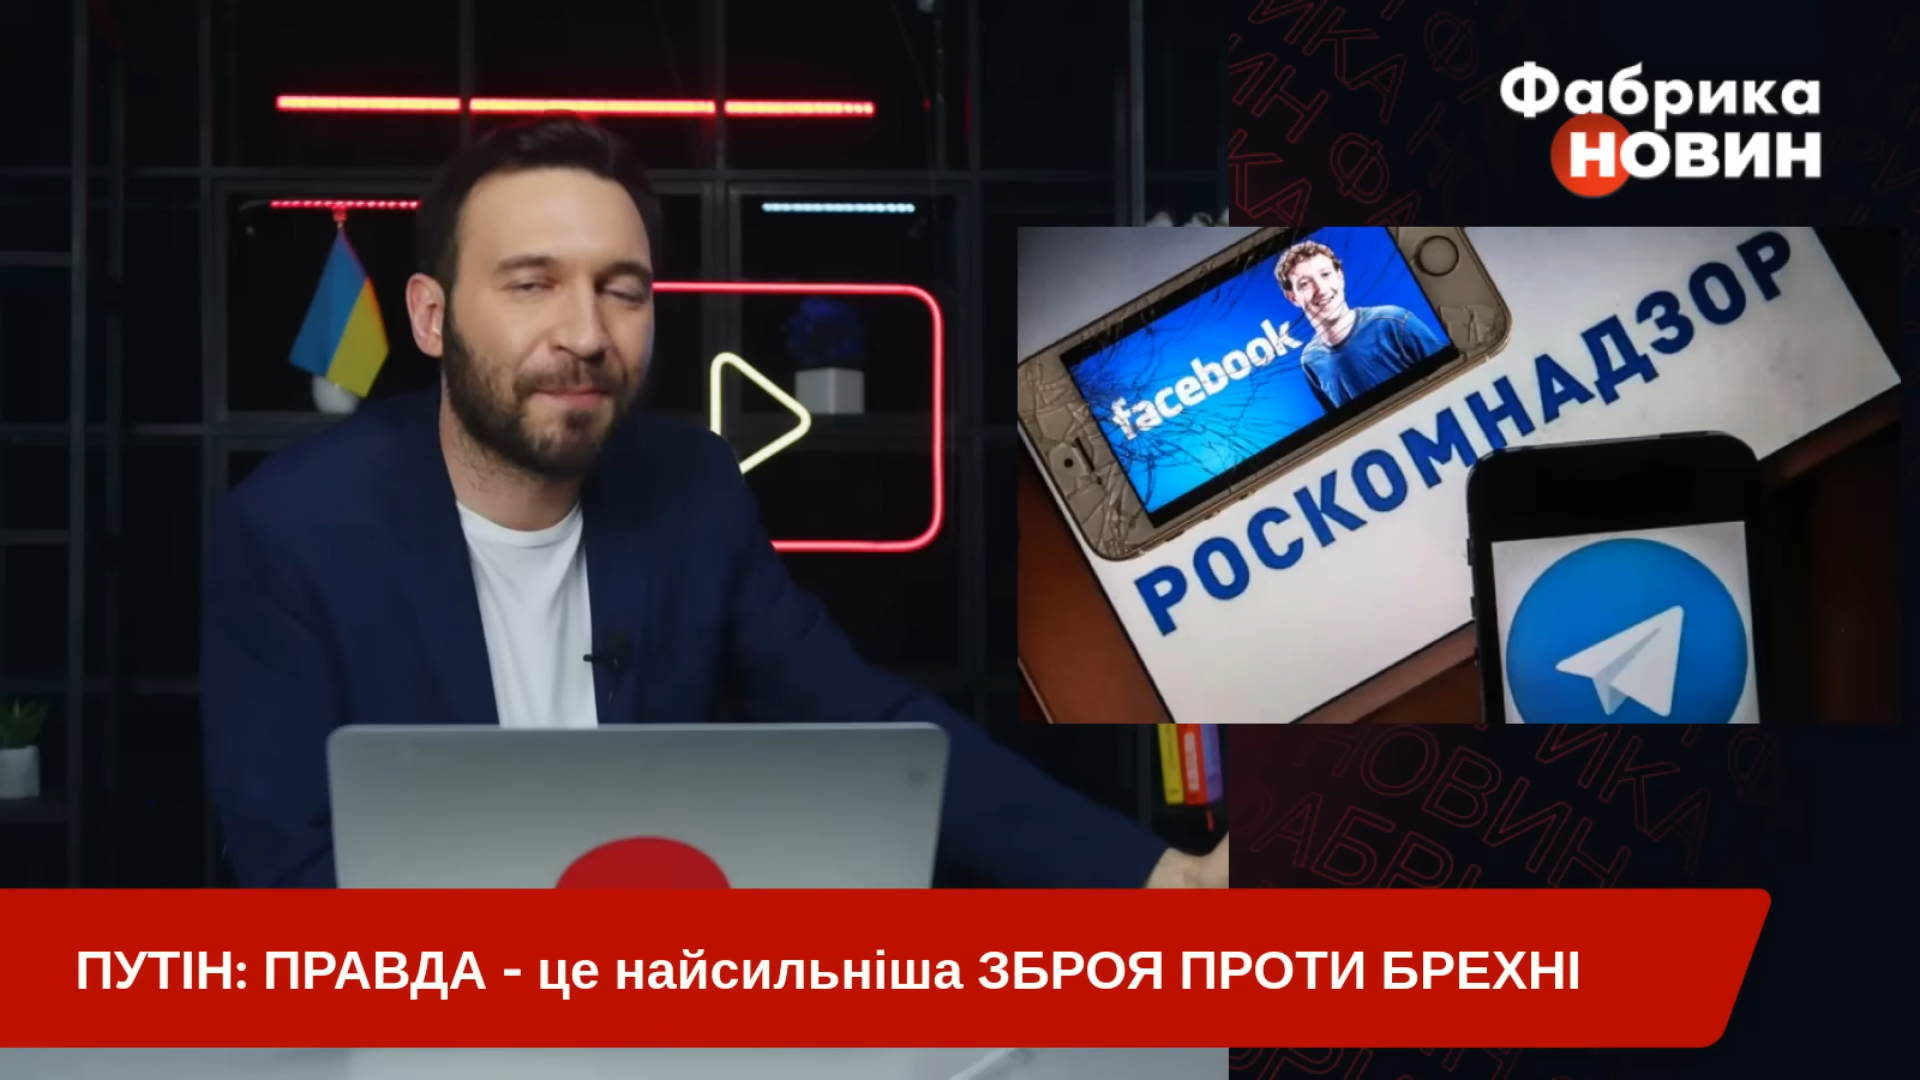 Фабрика
НОВИН
facebook
РОСКОМНАДЗОР
ПУТІН: ПРАВДА - це найсильніша ЗБРОЯ ПРОТИ БРЕХНІ